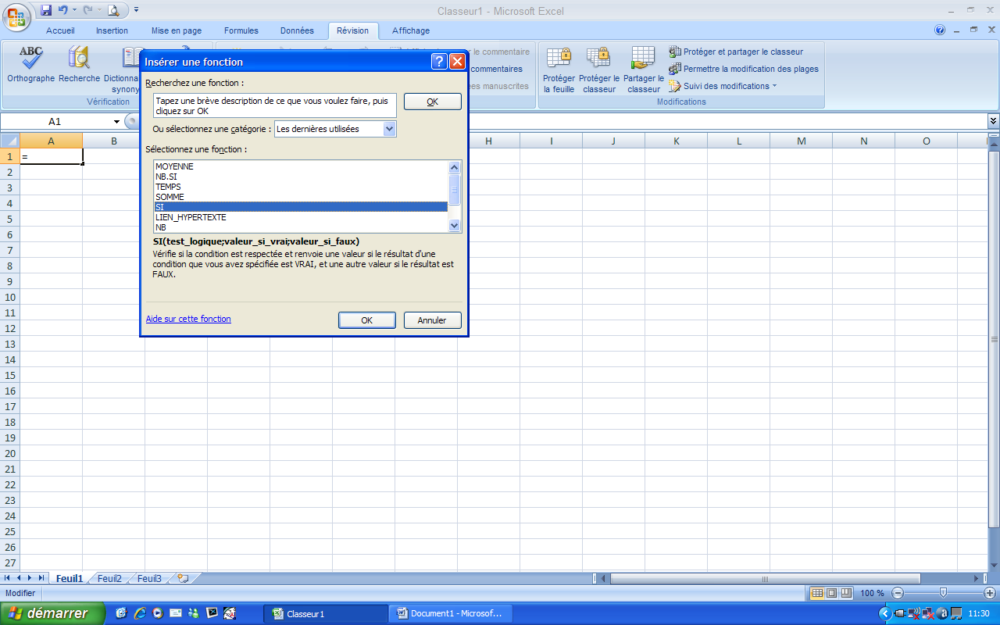 Classeur1 - Microsoft Excel
Accueil Insertion Mise en page Formules Données Révision Affichage
ABC
Orthographe Recherche Dictionna
synony
Vérification
le commentaire
commentaires
es manuscrites
Protéger la feuille
Protéger le classeur
Partager le classeur
Protéger et partager le classeur
Permettre la modification des plages
Suivi des modifications
Modifications
A1
Insérer une fonction
Recherchez une fonction :
Tapez une brève description de ce que vous voulez faire, puis
cliquez sur OK
OK
Ou sélectionnez une catégorie : Les dernières utilisées
Sélectionnez une fonction :
MOYENNE
NB.SI
TEMPS
SOMME
SI
LIEN_HYPERTEXTE
NB
SI(test_logique;valeur_si_vrai;valeur_si_faux)
Vérifie si la condition est respectée et renvoie une valeur si le résultat d'une
condition que vous avez spécifiée est VRAI, et une autre valeur si le résultat est
FAUX.
Aide sur cette fonction OK Annuler
A B H I J K L M N O
1 =
2
3
4
5
6
7
8
9
10
11
12
13
14
15
16
17
18
19
20
21
22
23
24
25
26
27
Feuil1 Feuil2 Feuil3
Modifier 100 %
démarrer Classeur1 Document1 - Microsof... 11:30